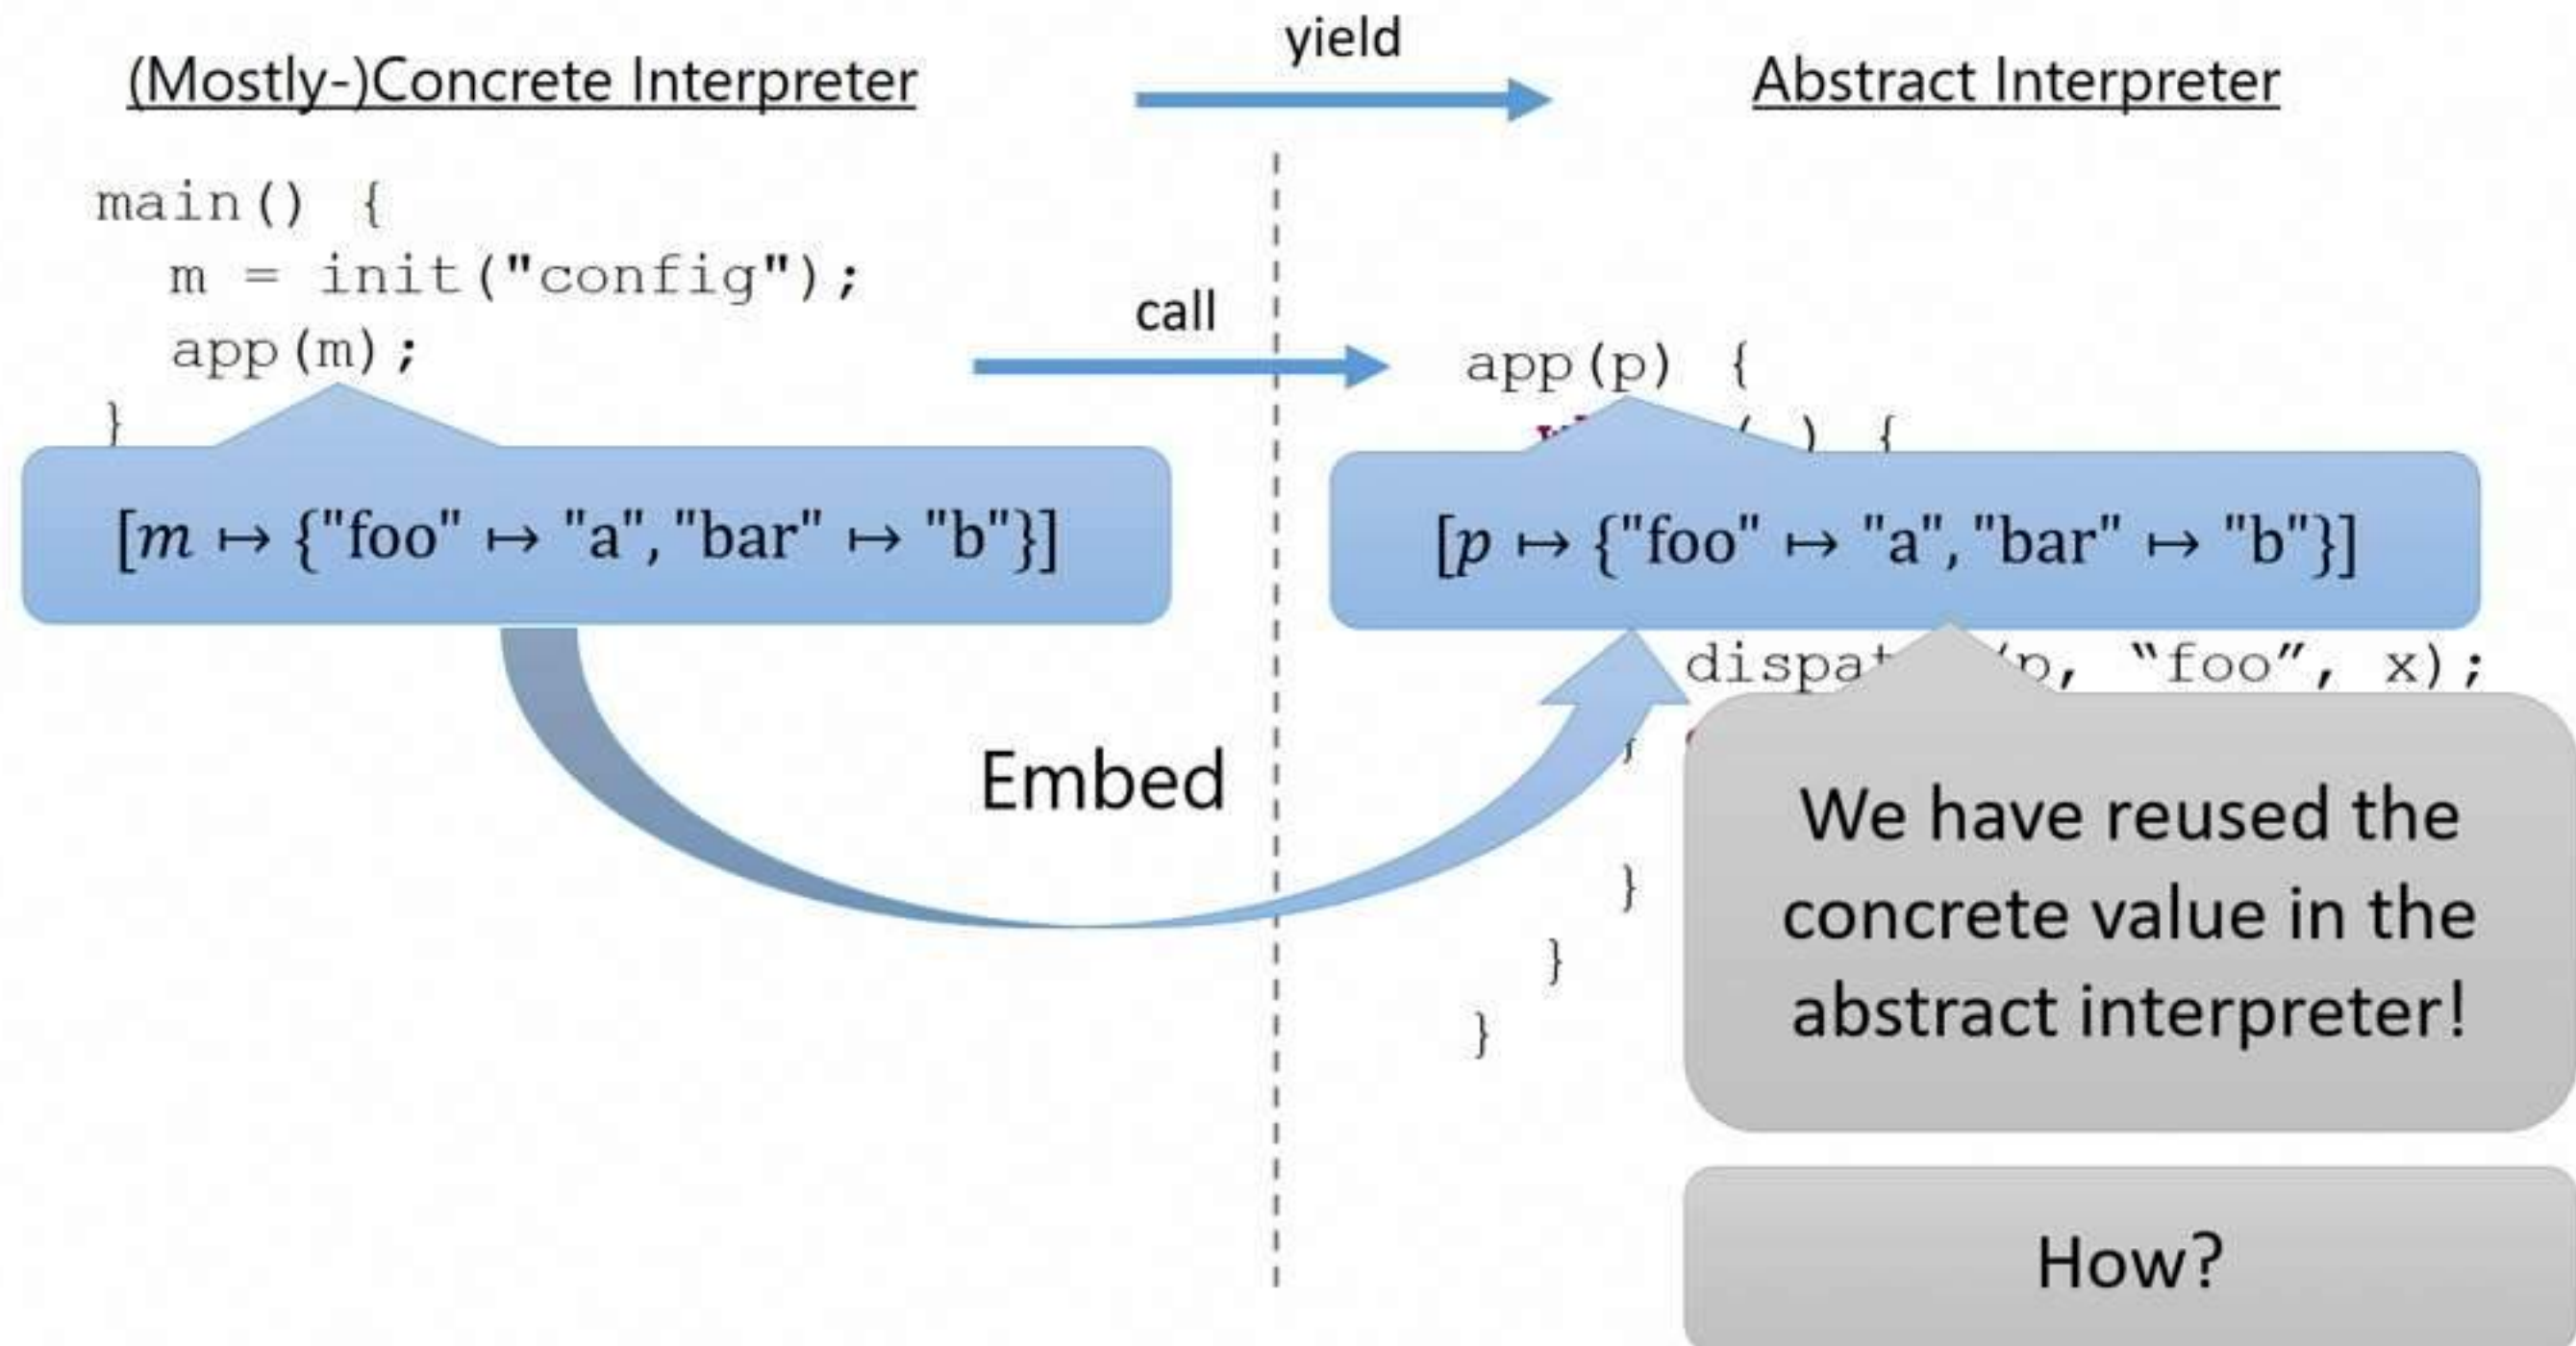 yield
(Mostly-)Concrete Interpreter
Abstract Interpreter
main() {
m = init("config");
app(m);
}
call
[m ↦ {"foo" ↦ "a", "bar" ↦ "b"}]
Embed
app(p) {
( ) {
[p ↦ {"foo" ↦ "a", "bar" ↦ "b"}]
p, “foo”, x);
}
}
}
}
We have reused the
concrete value in the
abstract interpreter!
How?